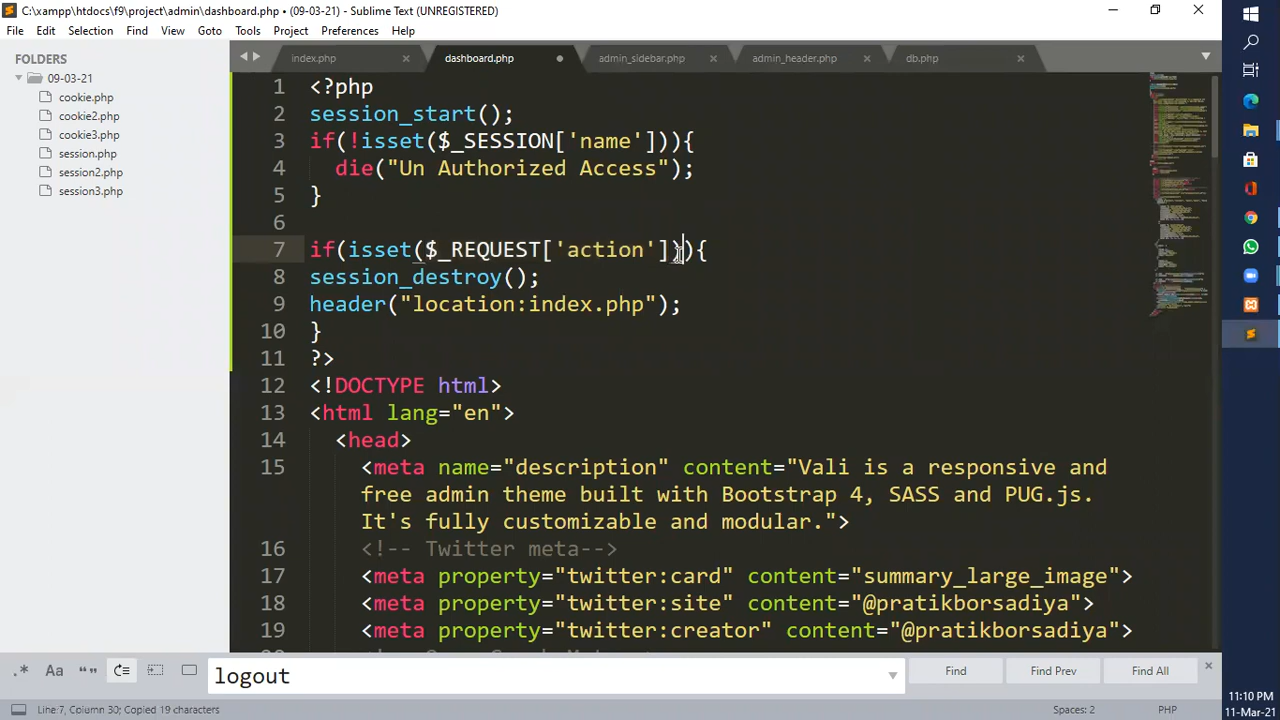 C:\xampp\htdocs\f9\project\admin\dashboard.php • (09-03-21) - Sublime Text (UNREGISTERED)
File Edit Selection Find View Goto Tools Project Preferences Help
FOLDERS
09-03-21
cookie.php
cookie2.php
cookie3.php
session.php
session2.php
session3.php
index.php × dashboard.php admin_sidebar.php × admin_header.php × db.php ×
1 <?php
2 session_start();
3 if(!isset($_SESSION['name'])){
4 die("Un Authorized Access");
5 }
6
7 if(isset($_REQUEST['action'])){
8 session_destroy();
9 header("location:index.php");
10 }
11 ?>
12 <!DOCTYPE html>
13 <html lang="en">
14 <head>
15 <meta name="description" content="Vali is a responsive and
free admin theme built with Bootstrap 4, SASS and PUG.js.
It's fully customizable and modular.">
16 <!-- Twitter meta-->
17 <meta property="twitter:card" content="summary_large_image">
18 <meta property="twitter:site" content="@pratikborsadiya">
19 <meta property="twitter:creator" content="@pratikborsadiya">
.* Aa “” logout Find Find Prev Find All ×
Line 7, Column 30; Copied 19 characters Spaces: 2 PHP
11:10 PM
11-Mar-21